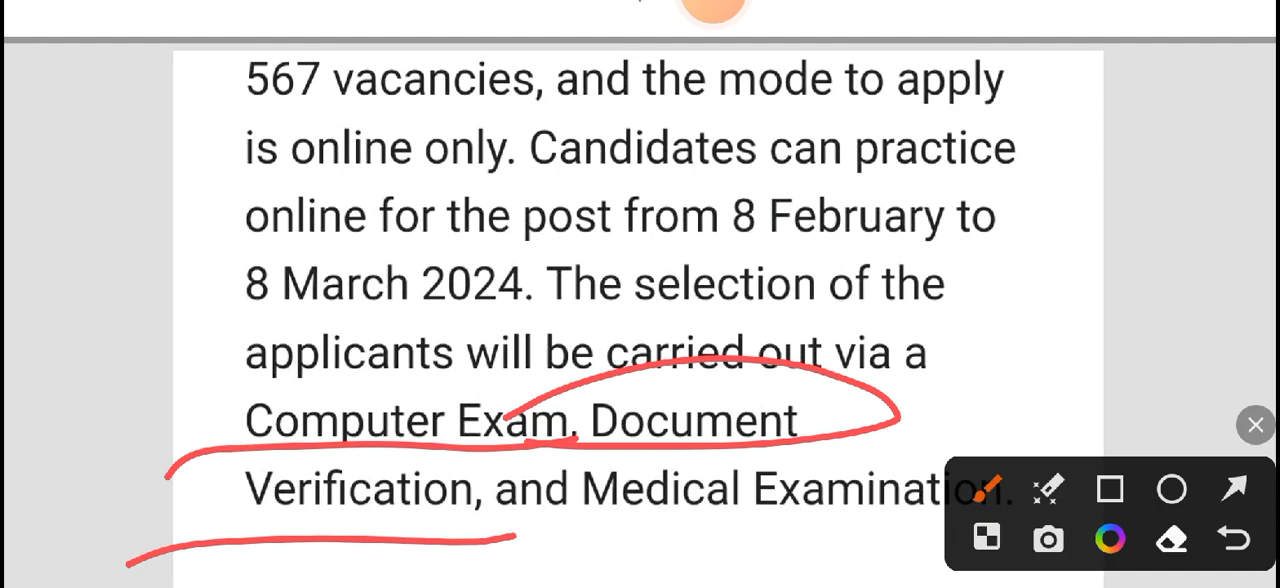 567 vacancies, and the mode to apply
is online only. Candidates can practice
online for the post from 8 February to
8 March 2024. The selection of the
applicants will be carried out via a
Computer Exam, Document
Verification, and Medical Examination.